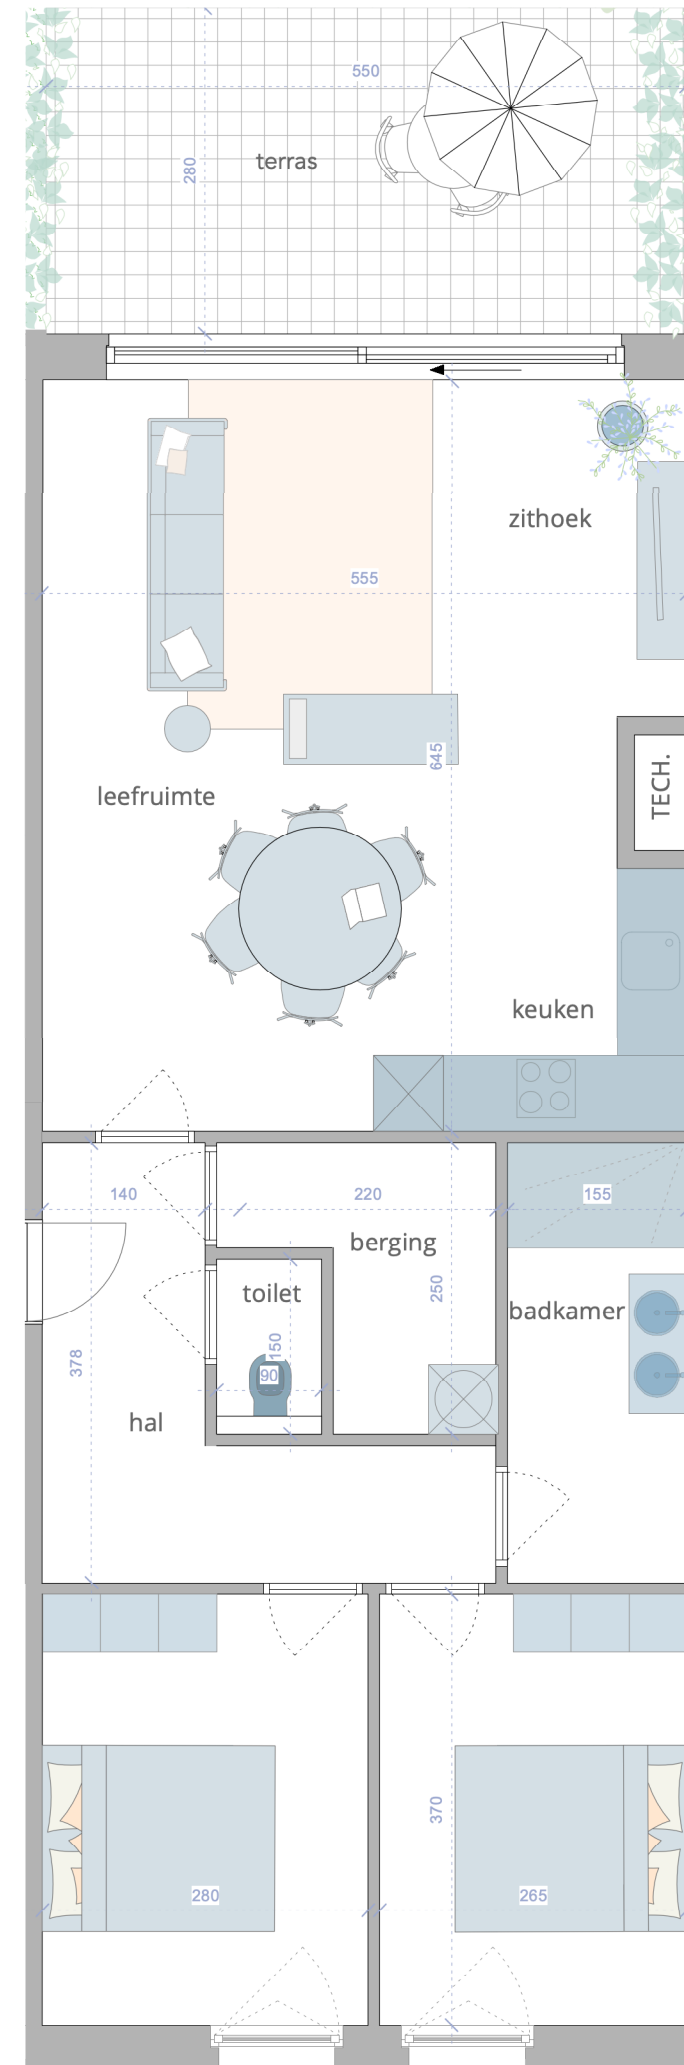 550
280
terras
zithoek
555
645
leefruimte
TECH.
keuken
140
220
155
berging
250
toilet
badkamer
150
90
378
hal
370
280
265